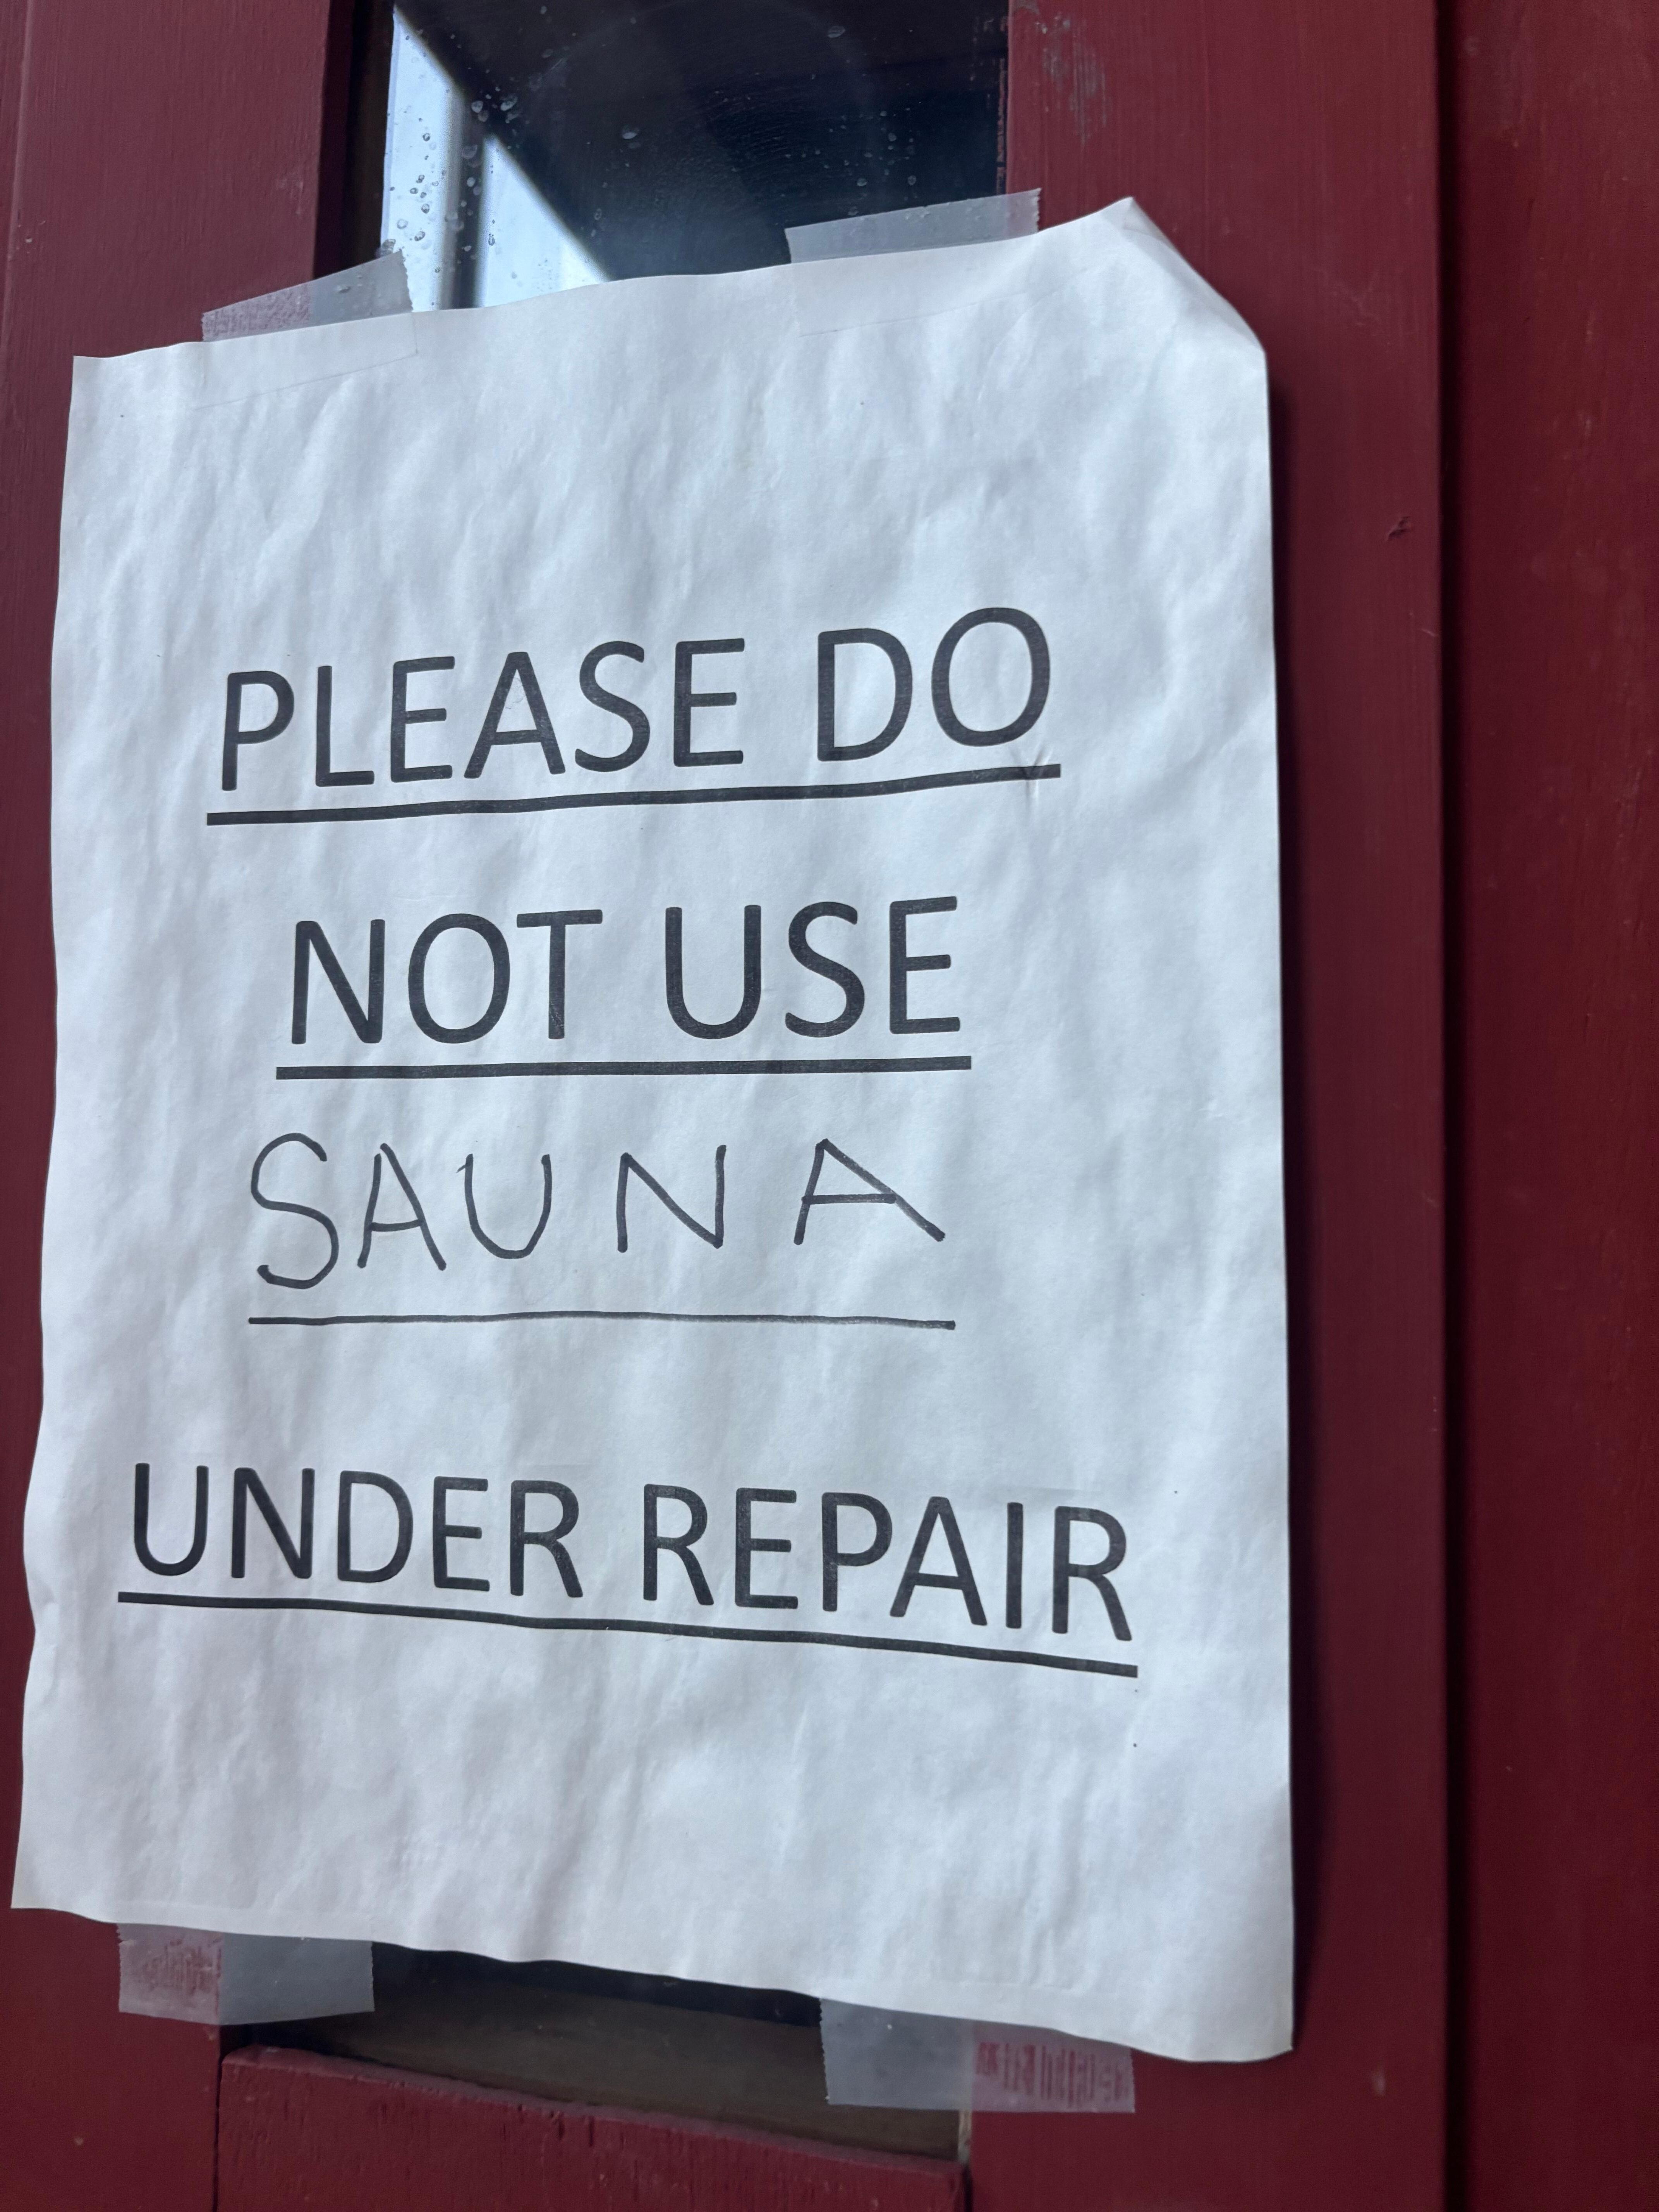 PLEASE DO
NOT USE
SAUNA
UNDER REPAIR